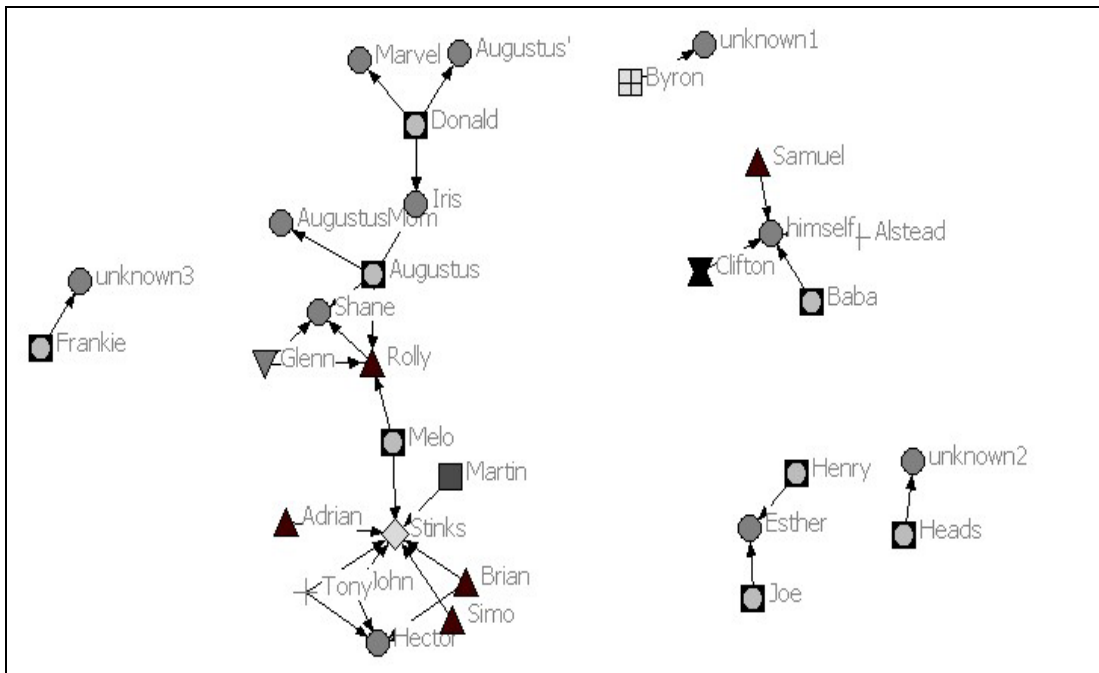 Marvel
Augustus'
unknown1
Byron
Donald
Samuel
Iris
AugustusMom
himself
Alstead
Augustus
Clifton
unknown3
Baba
Shane
Frankie
Glenn
Rolly
Melo
Martin
Henry
unknown2
Adrian
Stinks
Esther
Heads
Tony
John
Brian
Joe
Simo
Hector